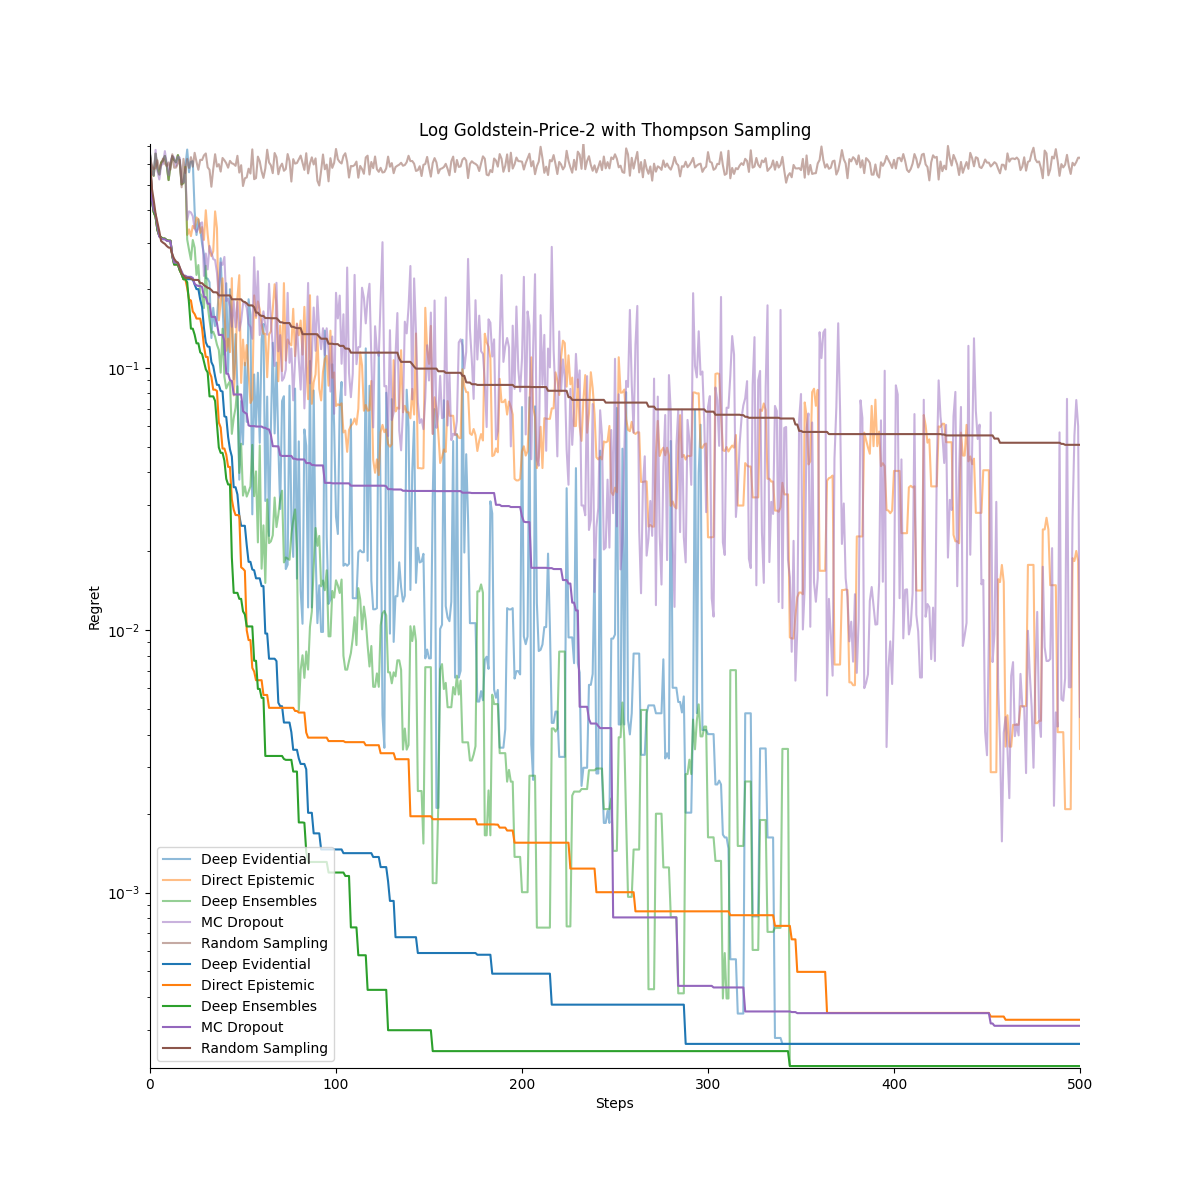 Log Goldstein-Price-2 with Thompson Sampling
Regret
10⁻¹
10⁻²
10⁻³
Deep Evidential
Direct Epistemic
Deep Ensembles
MC Dropout
Random Sampling
Deep Evidential
Direct Epistemic
Deep Ensembles
MC Dropout
Random Sampling
0 100 200 300 400 500
Steps